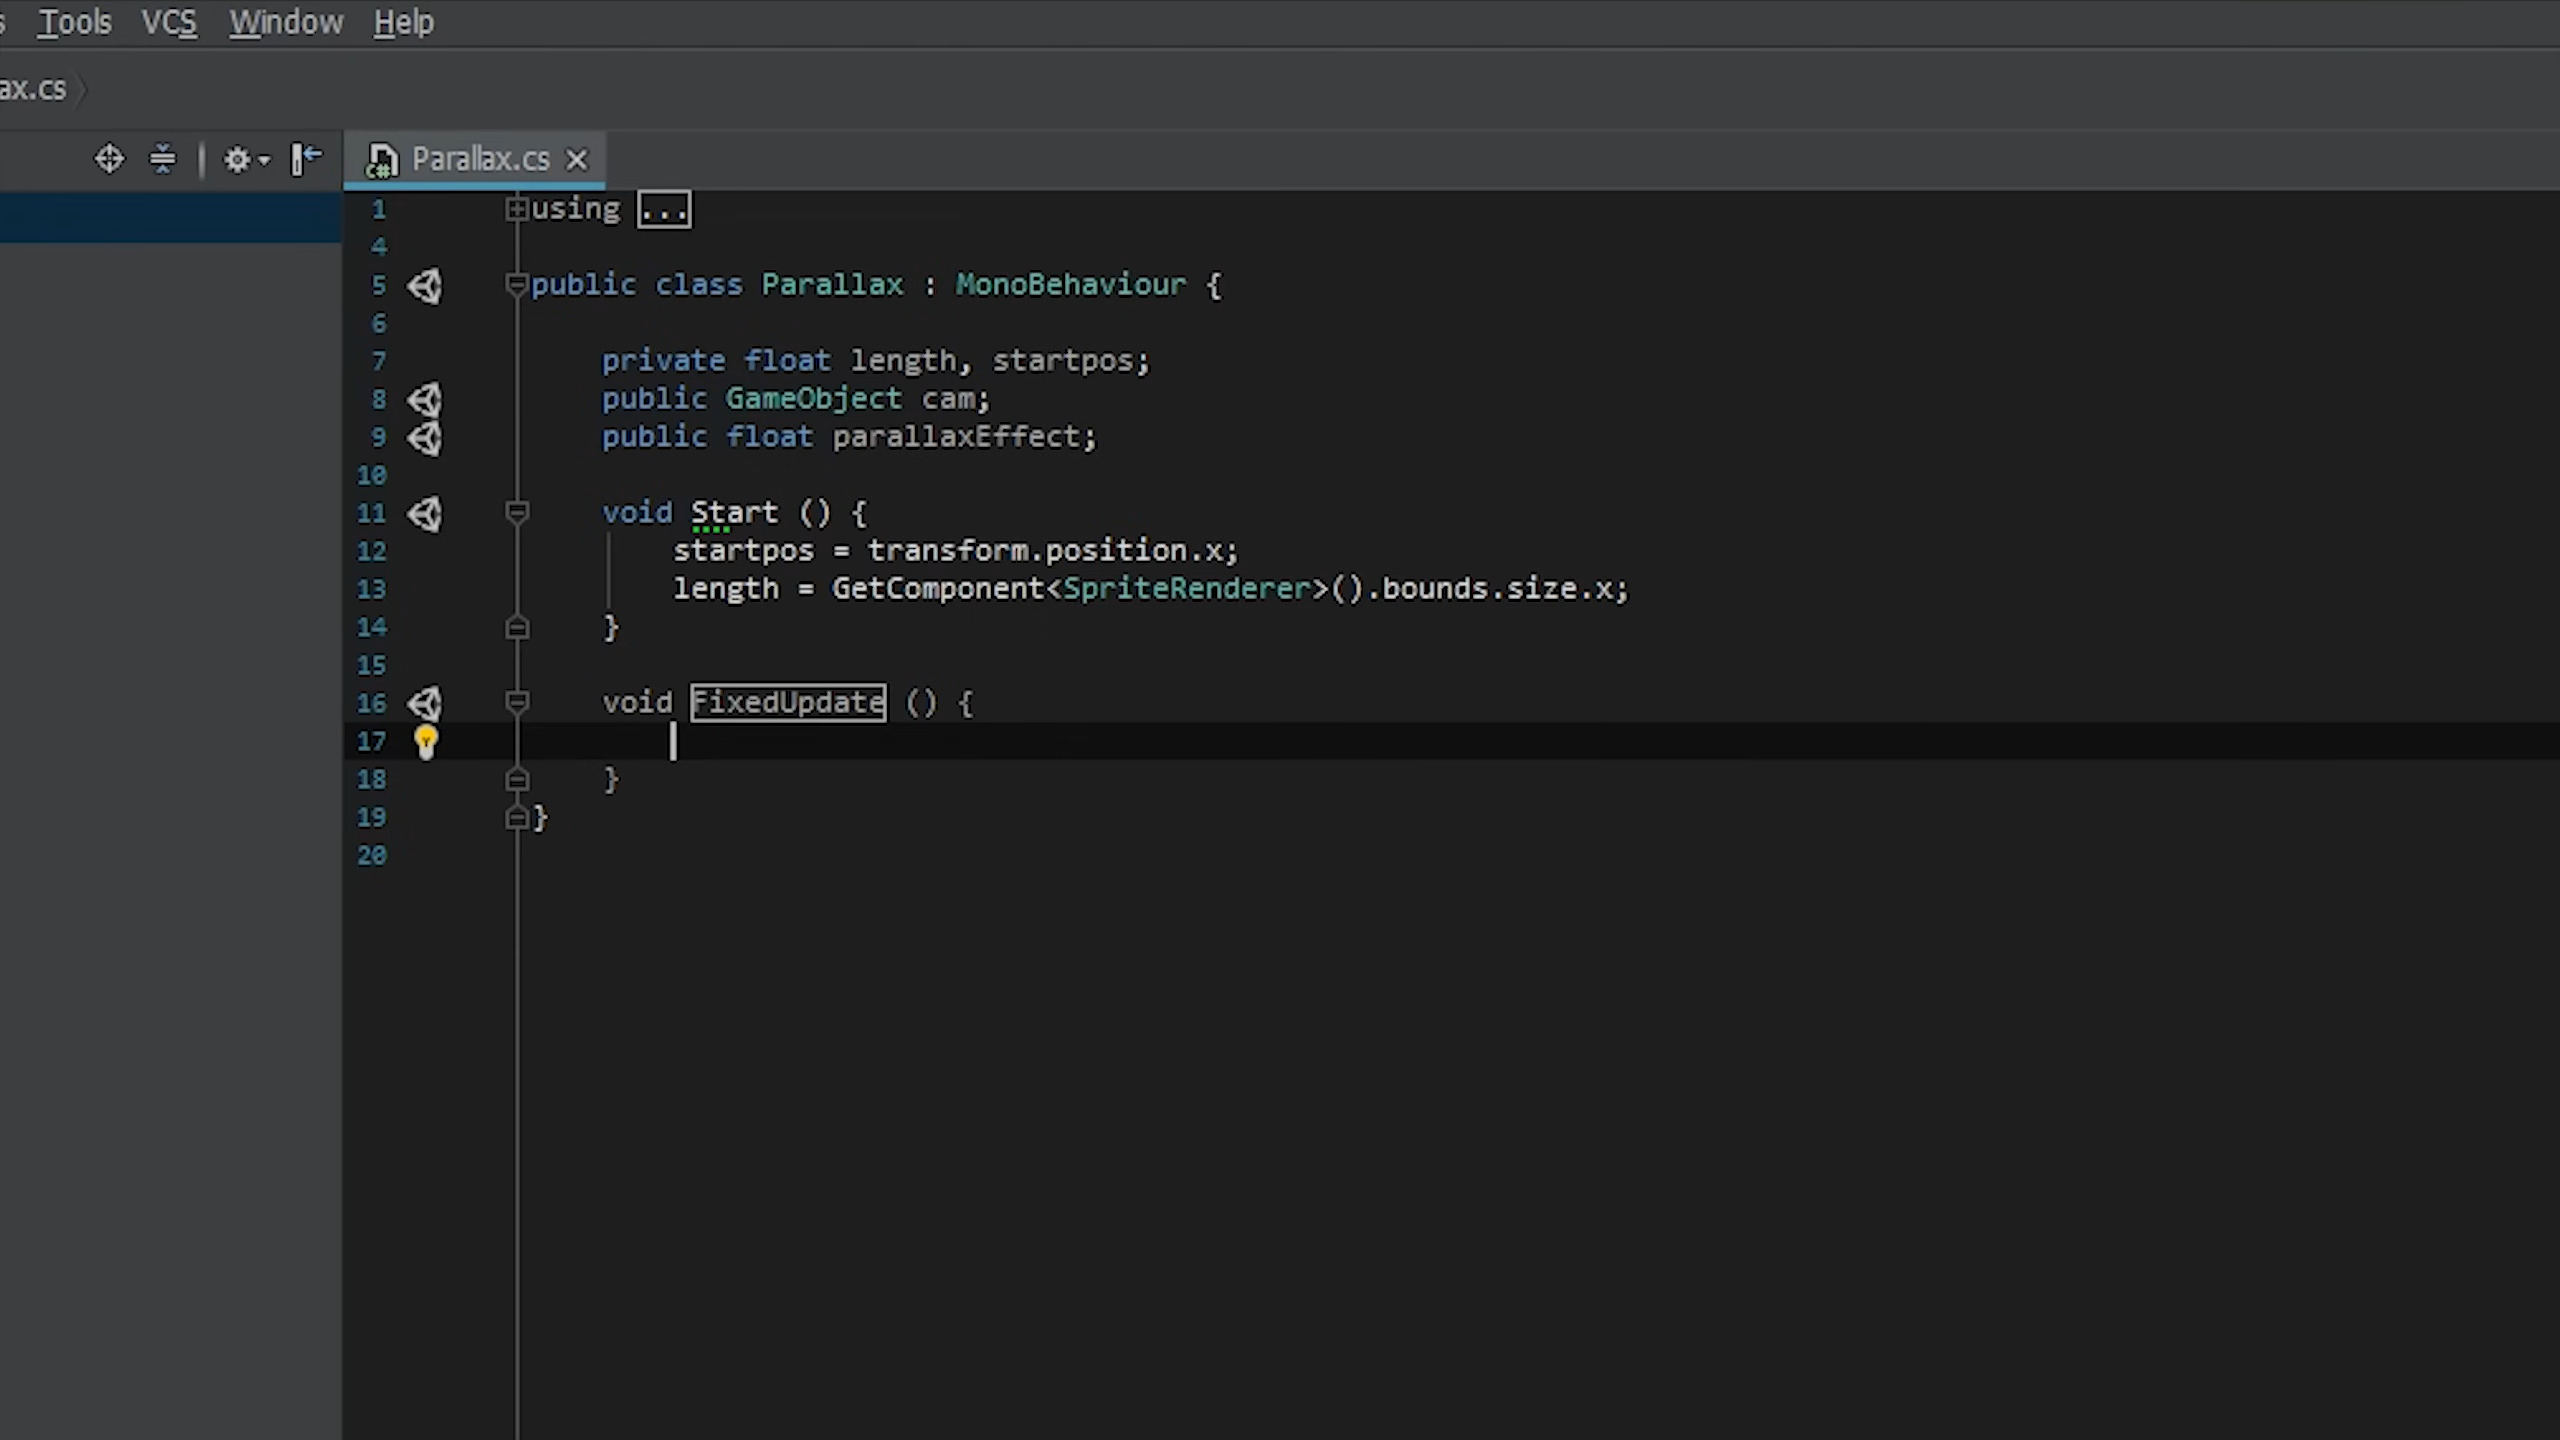 s Tools VCS Window Help
ax.cs
Parallax.cs
1 using ...
4
5 public class Parallax : MonoBehaviour {
6
7 private float length, startpos;
8 public GameObject cam;
9 public float parallaxEffect;
10
11 void Start () {
12 startpos = transform.position.x;
13 length = GetComponent<SpriteRenderer>().bounds.size.x;
14 }
15
16 void FixedUpdate () {
17
18 }
19 }
20